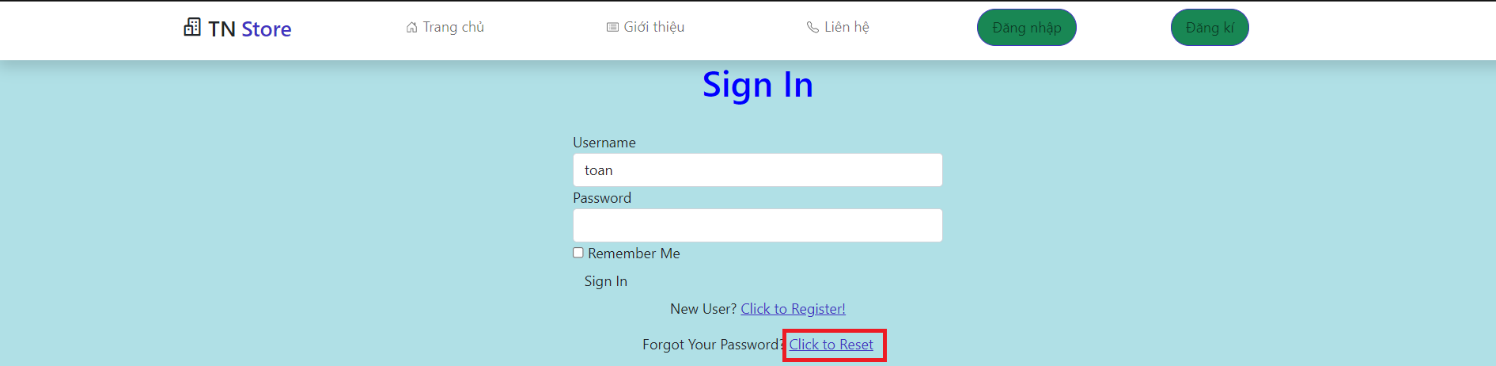 TN Store Trang chủ Giới thiệu Liên hệ Đăng nhập Đăng kí
Sign In
Username
toan
Password
Remember Me
Sign In
New User? Click to Register!
Forgot Your Password? Click to Reset